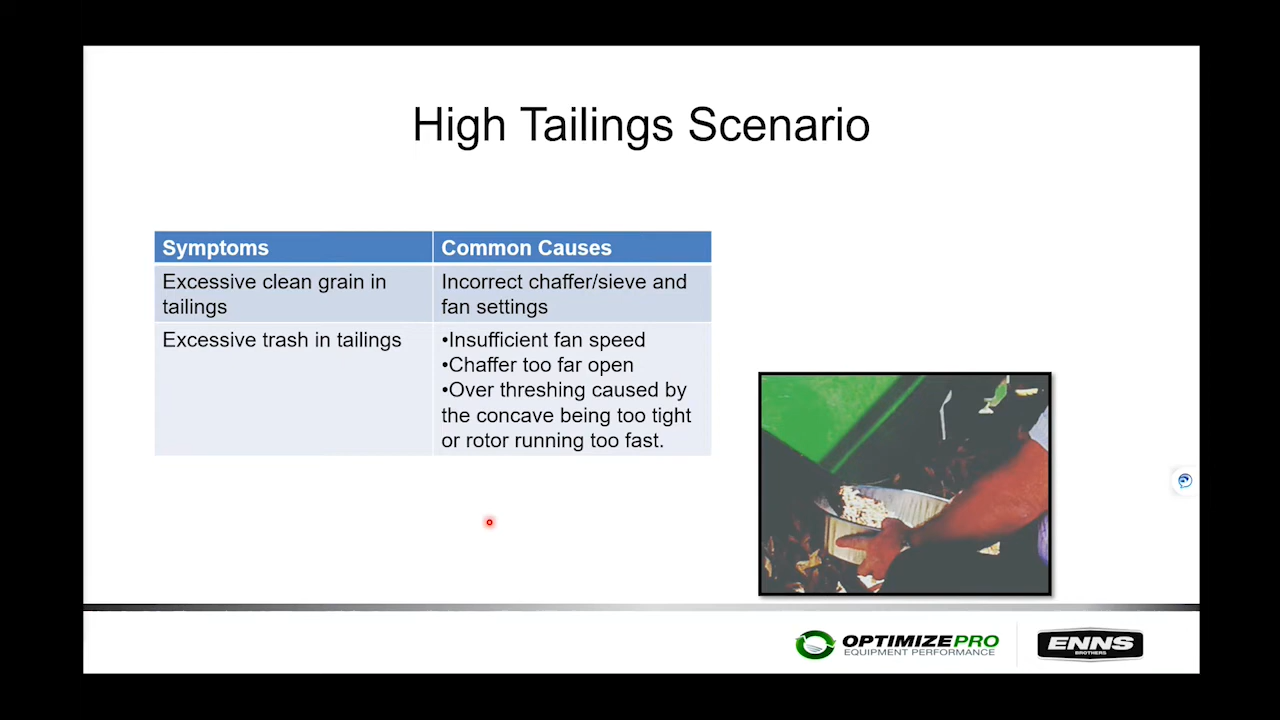 High Tailings Scenario
Symptoms
Common Causes
Excessive clean grain in
tailings
Incorrect chaffer/sieve and
fan settings
Excessive trash in tailings
•Insufficient fan speed
•Chaffer too far open
•Over threshing caused by
the concave being too tight
or rotor running too fast.
OPTIMIZEPRO
EQUIPMENT PERFORMANCE
ENNS
BROTHERS